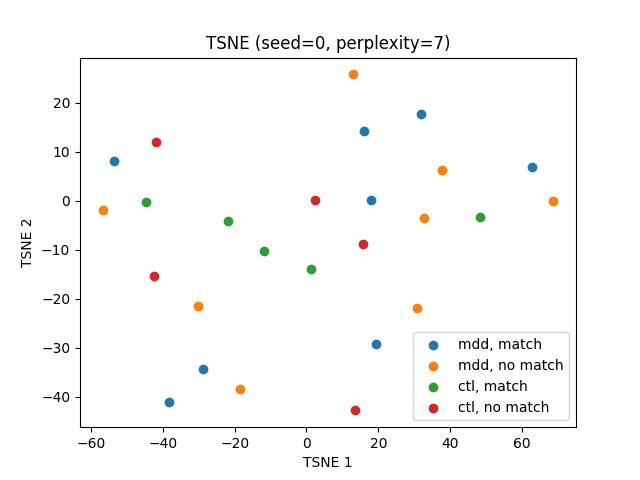 TSNE (seed=0, perplexity=7)
TSNE 2
20
10
0
−10
−20
−30
−40
−60
−40
−20
0
20
40
60
TSNE 1
mdd, match
mdd, no match
ctl, match
ctl, no match